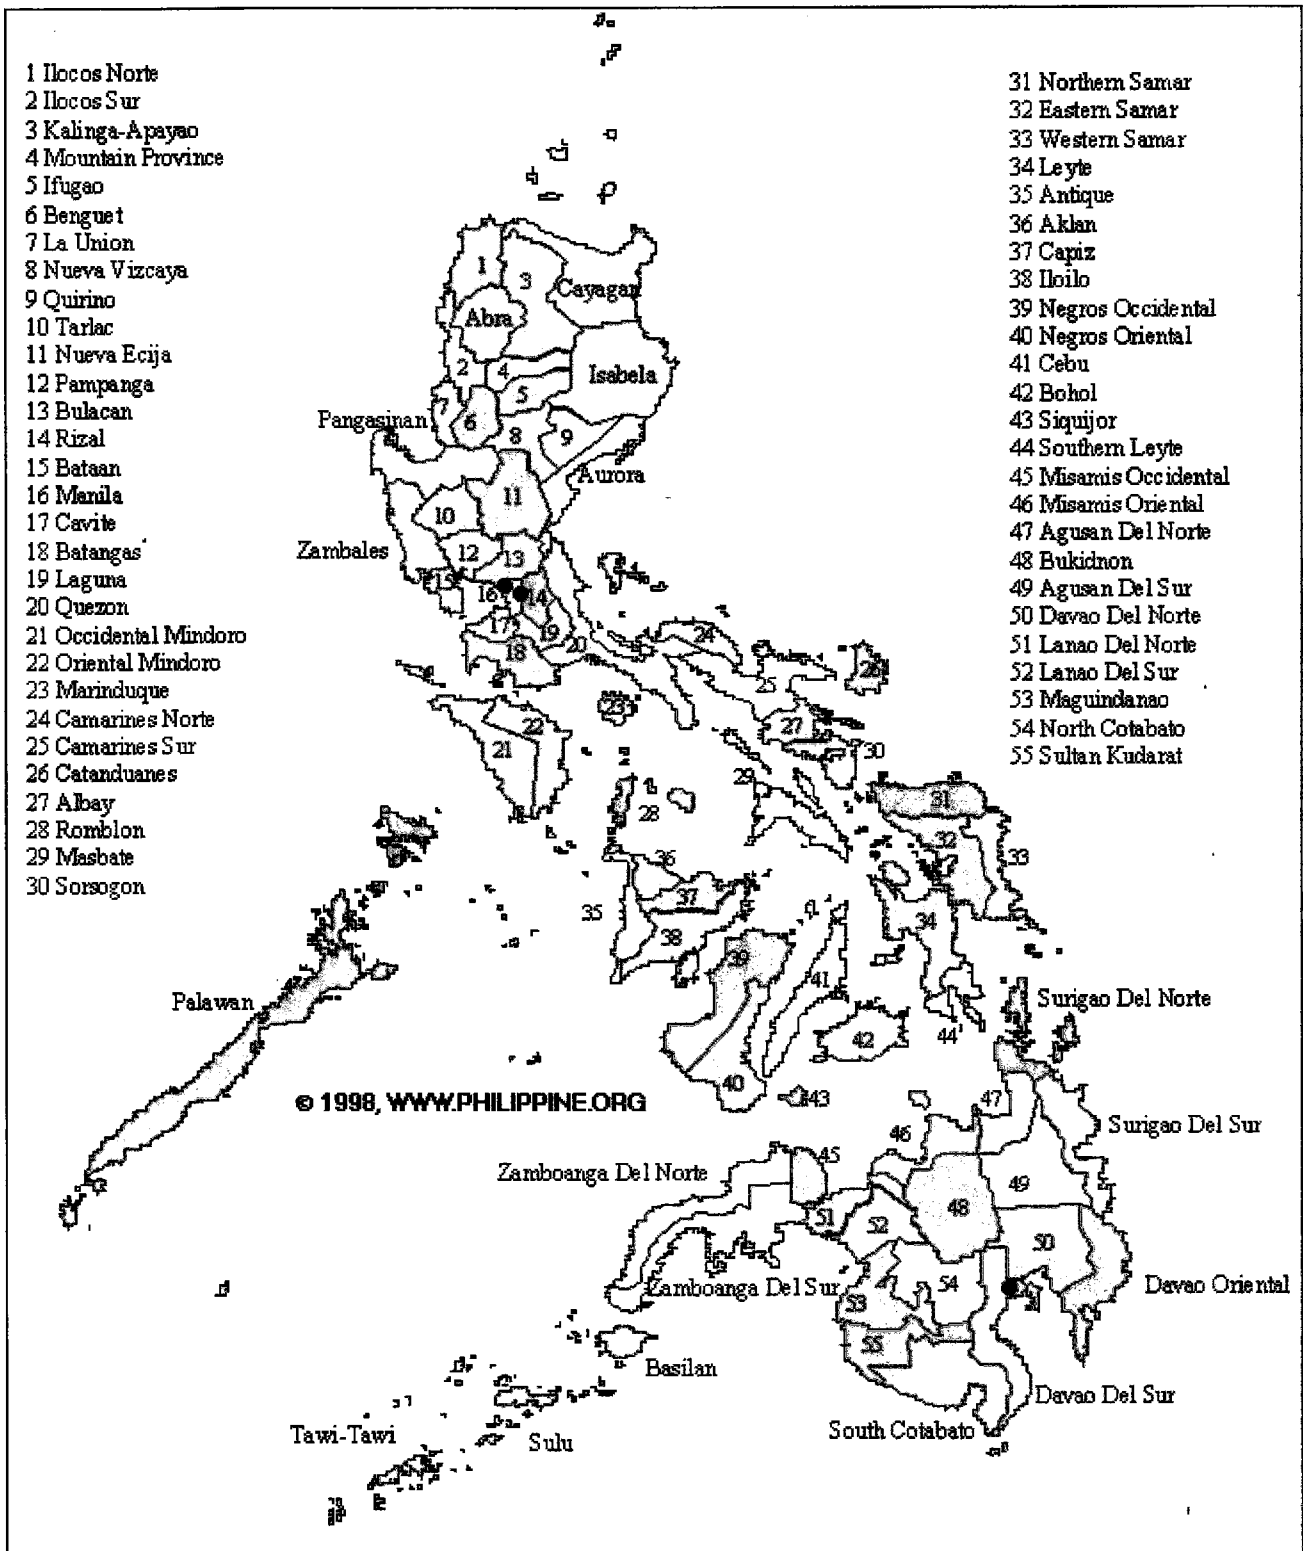 1 Ilocos Norte
2 Ilocos Sur
3 Kalinga-Apayao
4 Mountain Province
5 Ifugao
6 Benguet
7 La Union
8 Nueva Vizcaya
9 Quirino
10 Tarlac
11 Nueva Ecija
12 Pampanga
13 Bulacan
14 Rizal
15 Bataan
16 Manila
17 Cavite
18 Batangas
19 Laguna
20 Quezon
21 Occidental Mindoro
22 Oriental Mindoro
23 Marinduque
24 Camarines Norte
25 Camarines Sur
26 Catanduanes
27 Albay
28 Romblon
29 Masbate
30 Sorsogon
31 Northern Samar
32 Eastern Samar
33 Western Samar
34 Leyte
35 Antique
36 Aklan
37 Capiz
38 Iloilo
39 Negros Occidental
40 Negros Oriental
41 Cebu
42 Bohol
43 Siquijor
44 Southern Leyte
45 Misamis Occidental
46 Misamis Oriental
47 Agusan Del Norte
48 Bukidnon
49 Agusan Del Sur
50 Davao Del Norte
51 Lanao Del Norte
52 Lanao Del Sur
53 Maguindanao
54 North Cotabato
55 Sultan Kudarat
1
3
Cayagan
Abra
2
4
Isabela
5
7
Pangasinan
6
8
9
Aurora
11
10
Zambales
12
13
15
16
14
17
19
20
18
24
26
25
23
22
27
21
30
29
28
31
32
33
36
37
35
34
38
39
41
Palawan
Surigao Del Norte
42
44
40
© 1998, WWW.PHILIPPINE.ORG
43
47
Surigao Del Sur
46
45
Zamboanga Del Norte
49
48
51
52
50
Zamboanga Del Sur
54
Davao Oriental
53
55
Basilan
Davao Del Sur
South Cotabato
Tawi-Tawi
Sulu